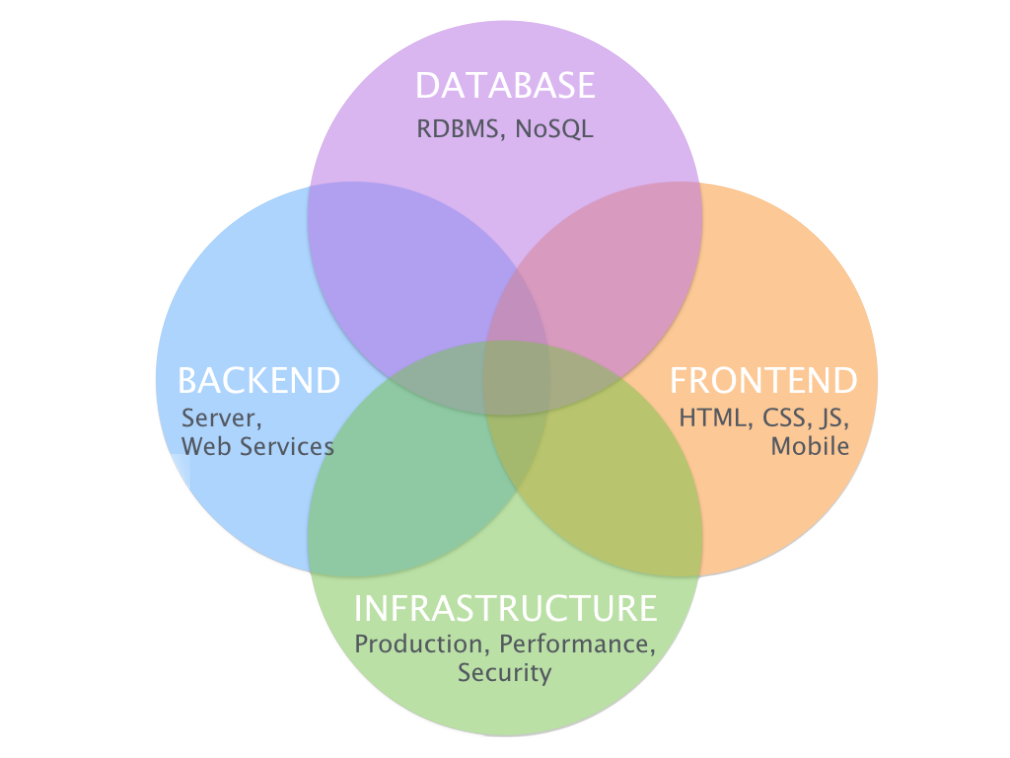 DATABASE
RDBMS, NoSQL
BACKEND
Server,
Web Services
FRONTEND
HTML, CSS, JS,
Mobile
INFRASTRUCTURE
Production, Performance,
Security